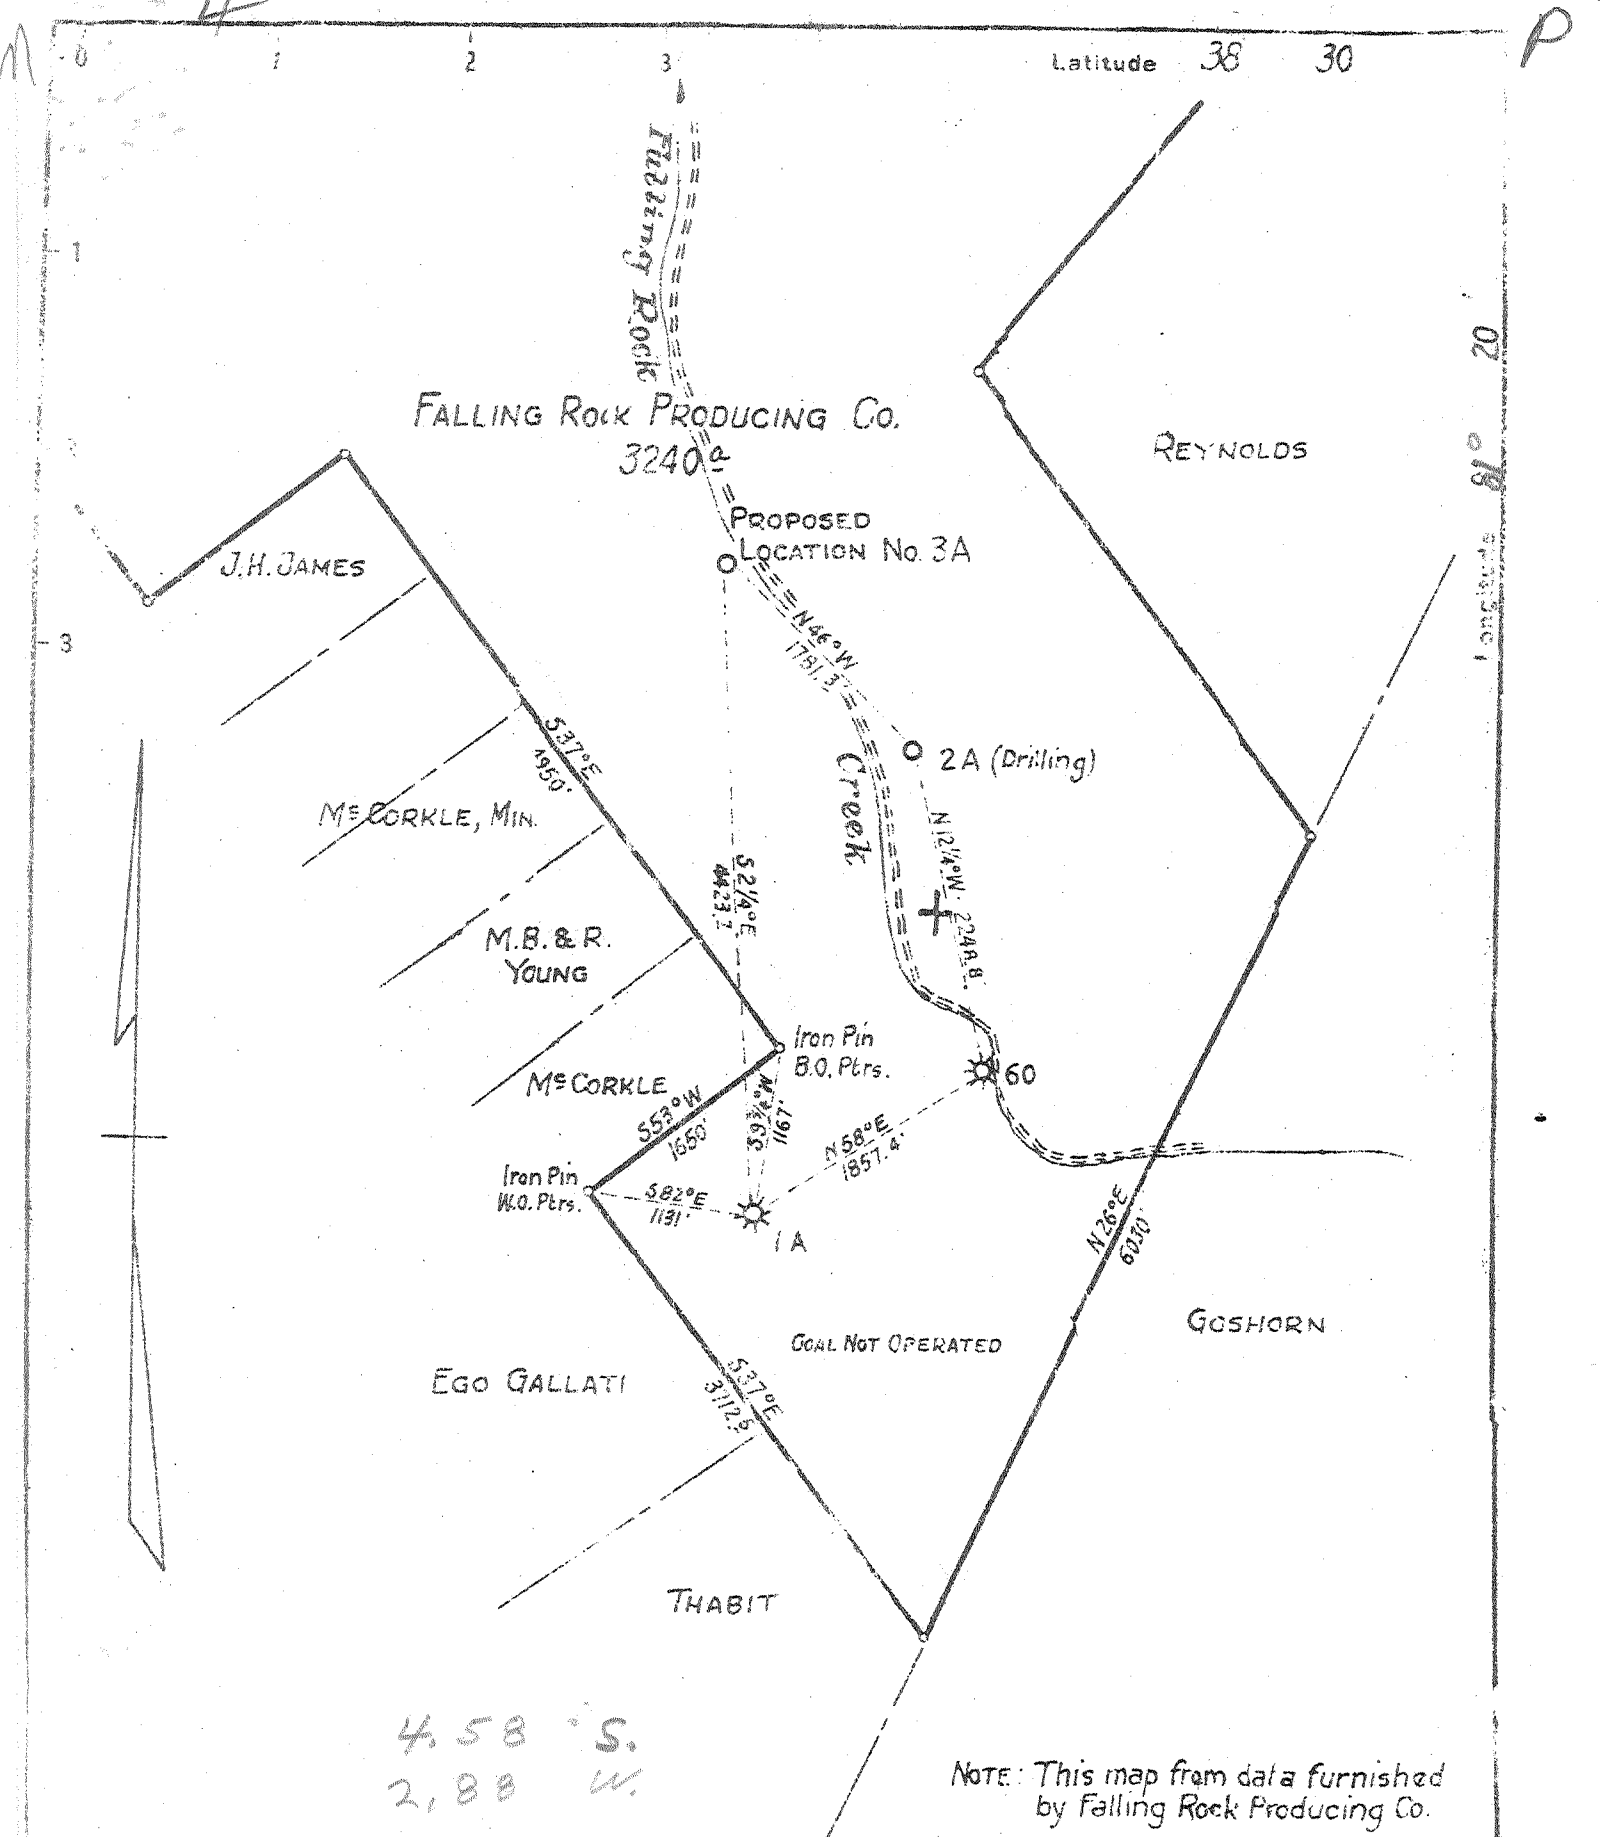 4
P
0 1 2 3
Latitude 38 30
1
3
20
81°
Longitude
Falling Rock
Creek
FALLING ROCK PRODUCING CO.
3240 a
REYNOLDS
PROPOSED
LOCATION NO. 3A
J.H. JAMES
N46°W
1781.3'
2A (Drilling)
S37°E
4950'
Mc CORKLE, MIN.
S2¼°E
4423.7
N12¼°W
M.B. & R.
YOUNG
Iron Pin
B.O. Ptrs.
60
Mc CORKLE
S53°W
1650'
1167'
N58°E
1857.4'
Iron Pin
W.O. Ptrs.
S82°E
1131'
1A
N26°E
6030'
GOSHORN
COAL NOT OPERATED
EGO GALLATI
S37°E
3112.5
THABIT
4.58 S.
2,88 W.
NOTE: This map from data furnished
by Falling Rock Producing Co.